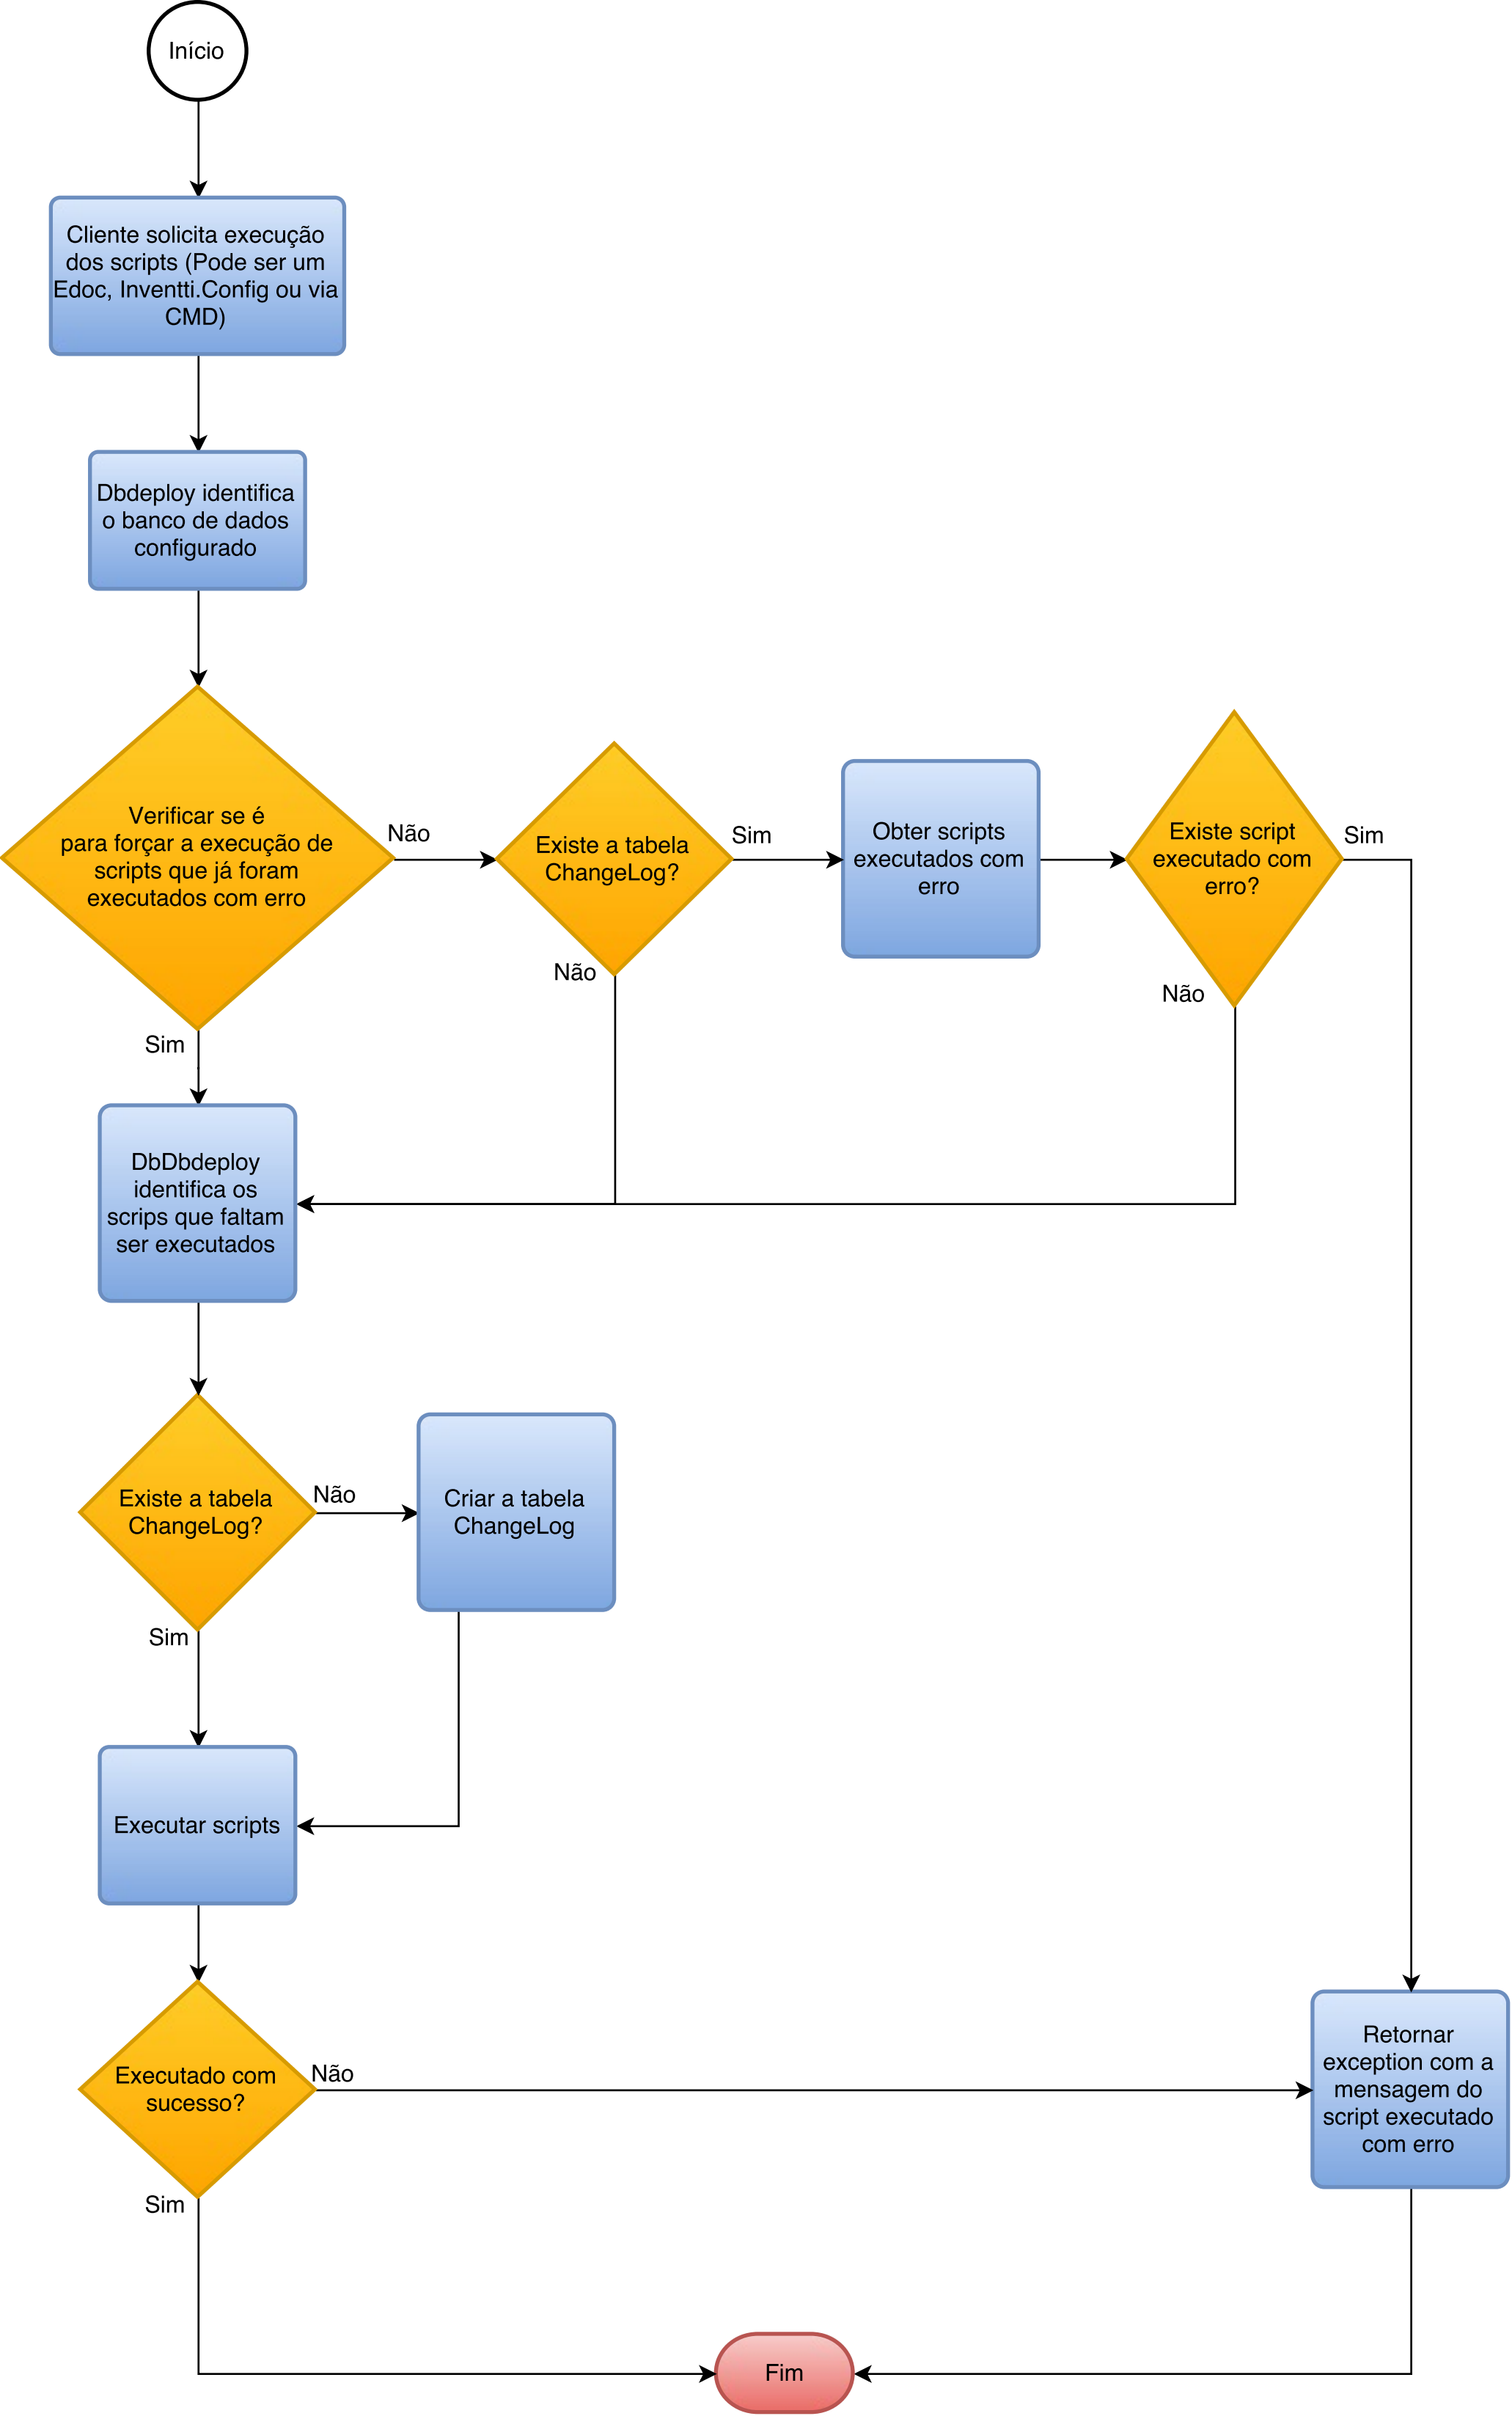 Início
Cliente solicita execução
dos scripts (Pode ser um
Edoc, Inventti.Config ou via
CMD)
Dbdeploy identifica
o banco de dados
configurado
Verificar se é
para forçar a execução de
scripts que já foram
executados com erro
Não
Existe a tabela
ChangeLog?
Sim
Obter scripts
executados com
erro
Existe script
executado com
erro?
Sim
Não
Não
Sim
DbDbdeploy
identifica os
scrips que faltam
ser executados
Existe a tabela
ChangeLog?
Não
Criar a tabela
ChangeLog
Sim
Executar scripts
Executado com
sucesso?
Não
Retornar
exception com a
mensagem do
script executado
com erro
Sim
Fim